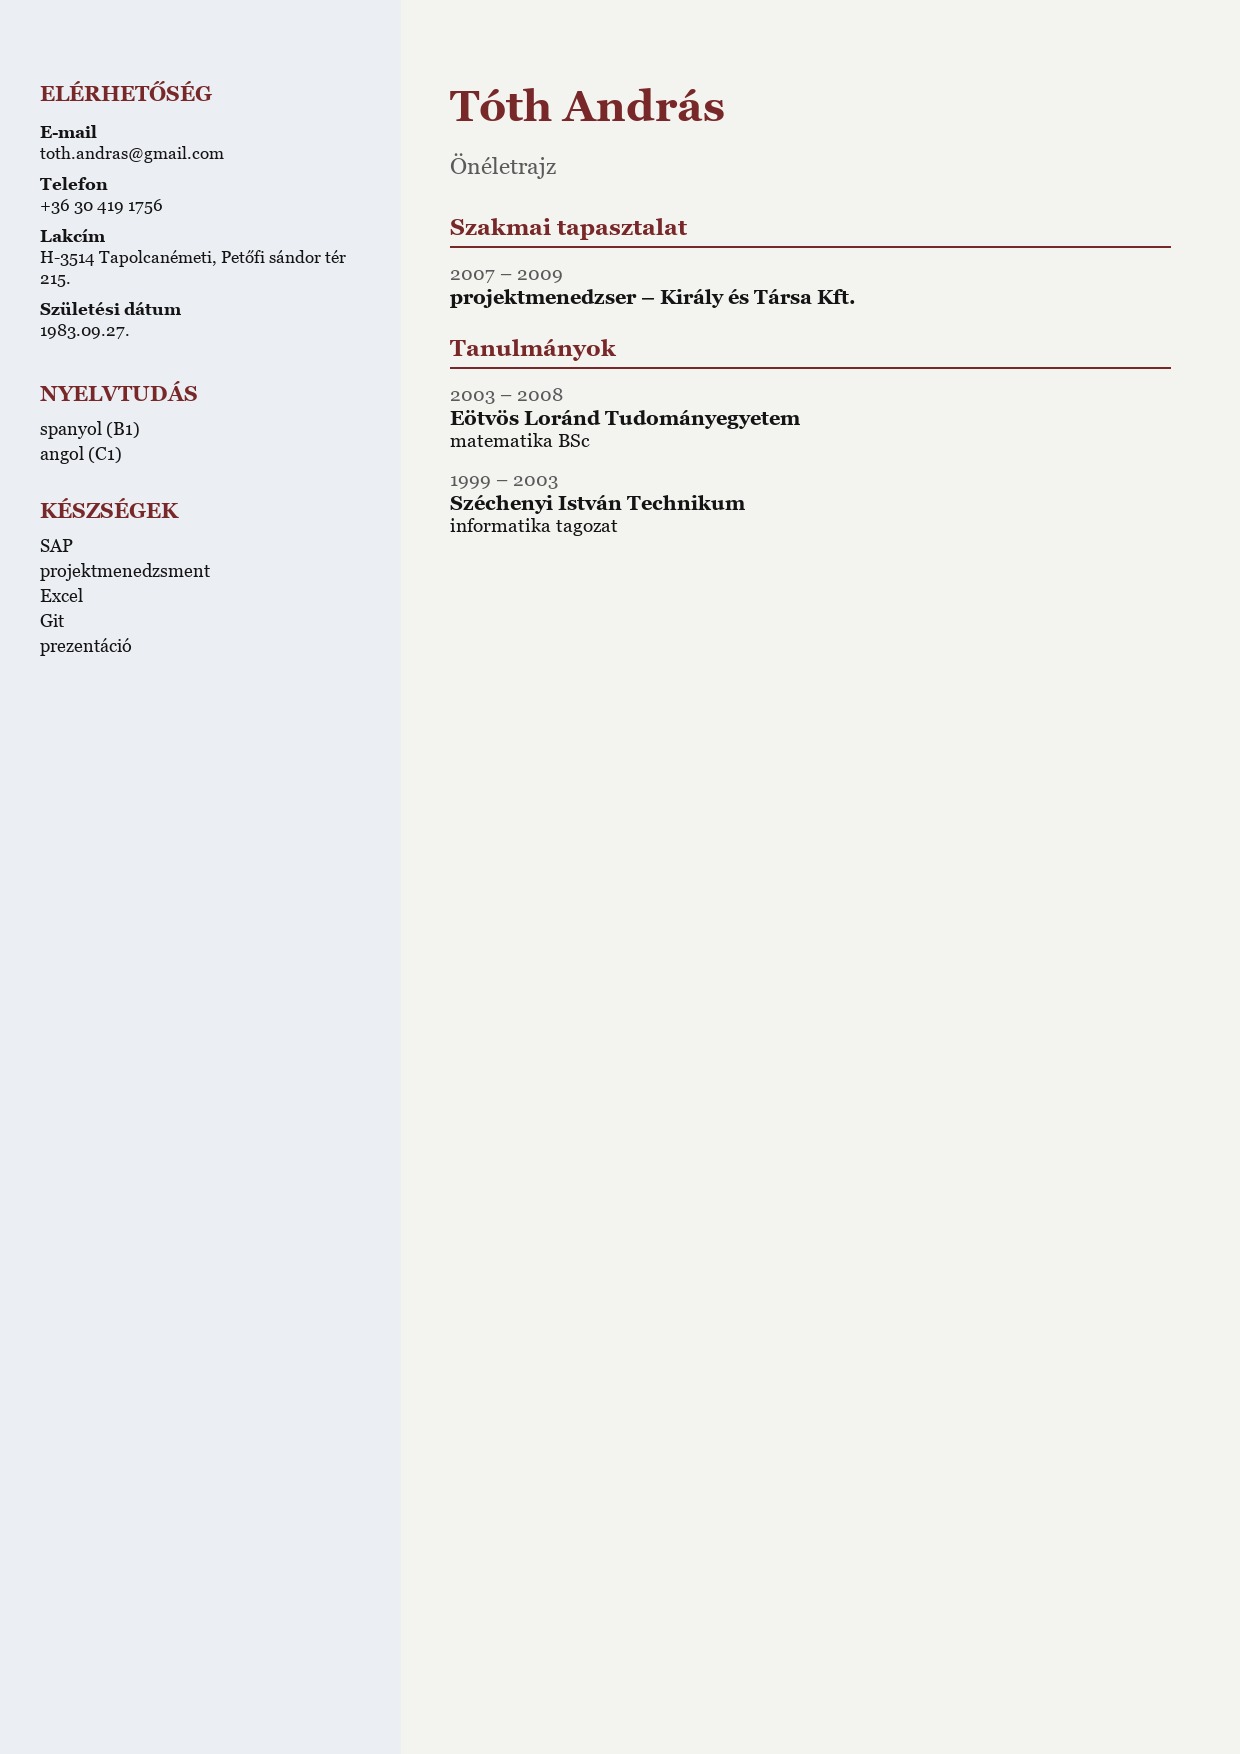 ELÉRHETŐSÉG
E-mail
toth.andras@gmail.com
Telefon
+36 30 419 1756
Lakcím
H-3514 Tapolcanémeti, Petőfi sándor tér
215.
Születési dátum
1983.09.27.
NYELVTUDÁS
spanyol (B1)
angol (C1)
KÉSZSÉGEK
SAP
projektmenedzsment
Excel
Git
prezentáció
Tóth András
Önéletrajz
Szakmai tapasztalat
2007 – 2009
projektmenedzser – Király és Társa Kft.
Tanulmányok
2003 – 2008
Eötvös Loránd Tudományegyetem
matematika BSc
1999 – 2003
Széchenyi István Technikum
informatika tagozat